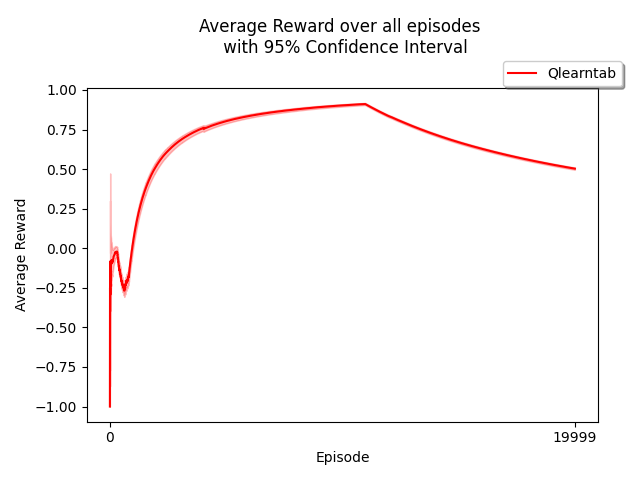 Average Reward over all episodes
with 95% Confidence Interval
Qlearntab
1.00
0.75
0.50
0.25
0.00
−0.25
−0.50
−0.75
−1.00
Average Reward
0
19999
Episode